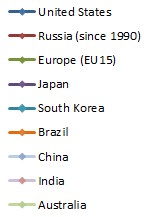 United States
Russia (since 1990)
Europe (EU15)
Japan
South Korea
Brazil
China
India
Australia